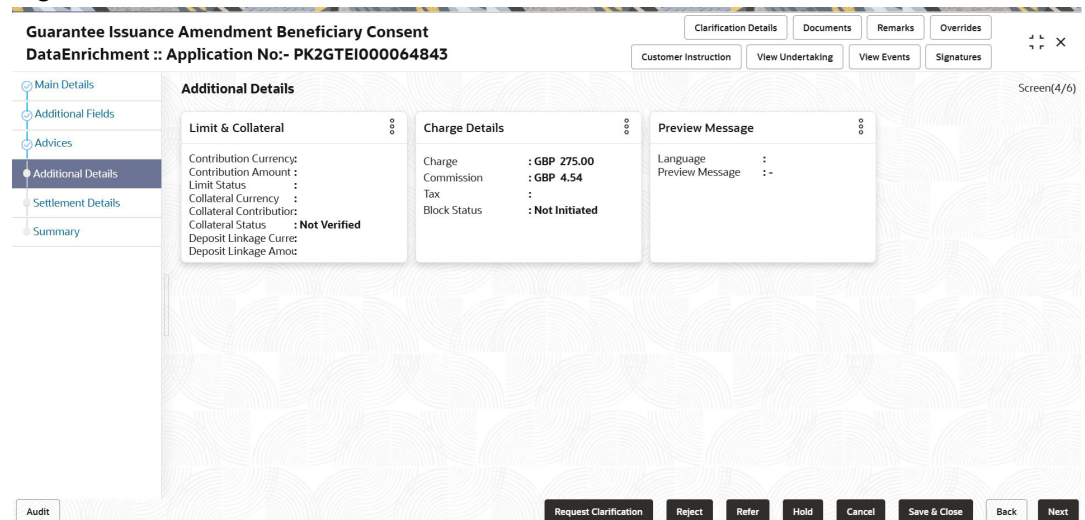 Guarantee Issuance Amendment Beneficiary Consent
DataEnrichment :: Application No:- PK2GTEI000064843
Clarification Details
Documents
Remarks
Overrides
Customer Instruction
View Undertaking
View Events
Signatures
Main Details
Additional Fields
Advices
Additional Details
Settlement Details
Summary
Additional Details
Screen(4/6)
Limit & Collateral
Contribution Currency:
Contribution Amount :
Limit Status :
Collateral Currency :
Collateral Contribution:
Collateral Status : Not Verified
Deposit Linkage Curre:
Deposit Linkage Amou:
Charge Details
Charge : GBP 275.00
Commission : GBP 4.54
Tax :
Block Status : Not Initiated
Preview Message
Language :
Preview Message : -
Audit
Request Clarification
Reject
Refer
Hold
Cancel
Save & Close
Back
Next